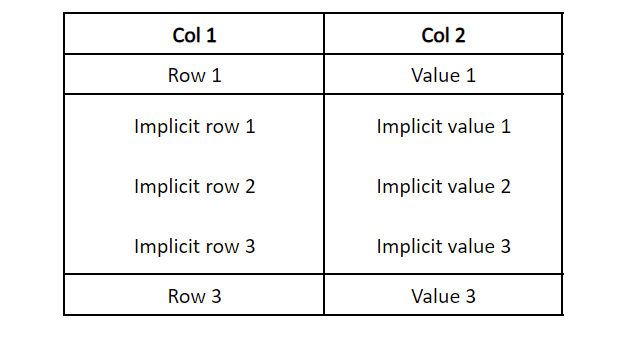 Col 1 Col 2
Row 1 Value 1
Implicit row 1 Implicit value 1
Implicit row 2 Implicit value 2
Implicit row 3 Implicit value 3
Row 3 Value 3